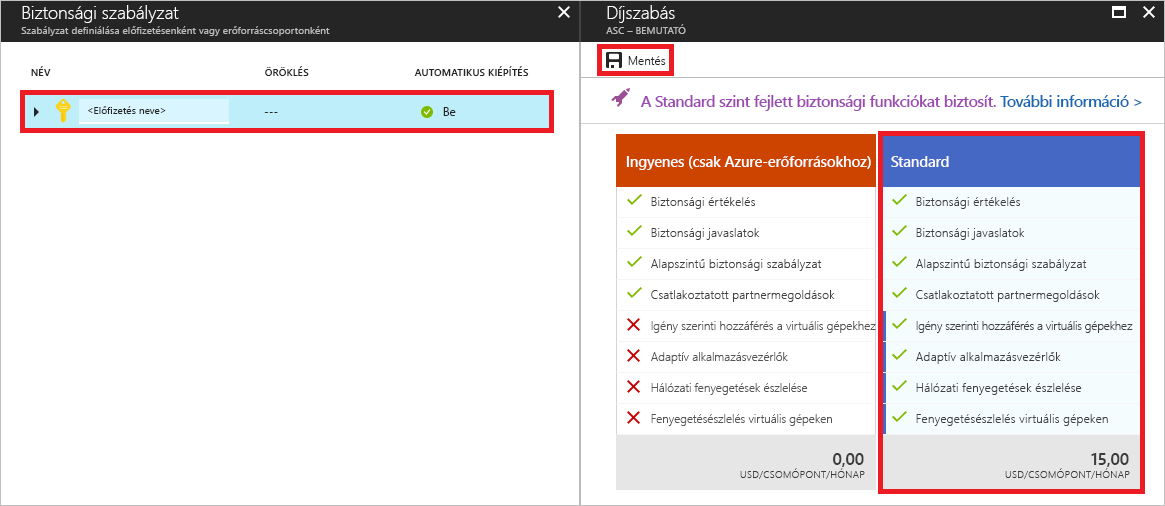 Biztonsági szabályzat
Szabályzat definiálása előfizetésenként vagy erőforráscsoportonként
NÉV
ÖRÖKLÉS
AUTOMATIKUS KIÉPÍTÉS
<Előfizetés neve>
---
Be
Díjszabás
ASC – BEMUTATÓ
Mentés
A Standard szint fejlett biztonsági funkciókat biztosít. További információ >
Ingyenes (csak Azure-erőforrásokhoz)
Biztonsági értékelés
Biztonsági javaslatok
Alapszintű biztonsági szabályzat
Csatlakoztatott partnermegoldások
Igény szerinti hozzáférés a virtuális gépekhez
Adaptív alkalmazásvezérlők
Hálózati fenyegetések észlelése
Fenyegetésészlelés virtuális gépeken
0,00
USD/CSOMÓPONT/HÓNAP
Standard
Biztonsági értékelés
Biztonsági javaslatok
Alapszintű biztonsági szabályzat
Csatlakoztatott partnermegoldások
Igény szerinti hozzáférés a virtuális gépekhez
Adaptív alkalmazásvezérlők
Hálózati fenyegetések észlelése
Fenyegetésészlelés virtuális gépeken
15,00
USD/CSOMÓPONT/HÓNAP